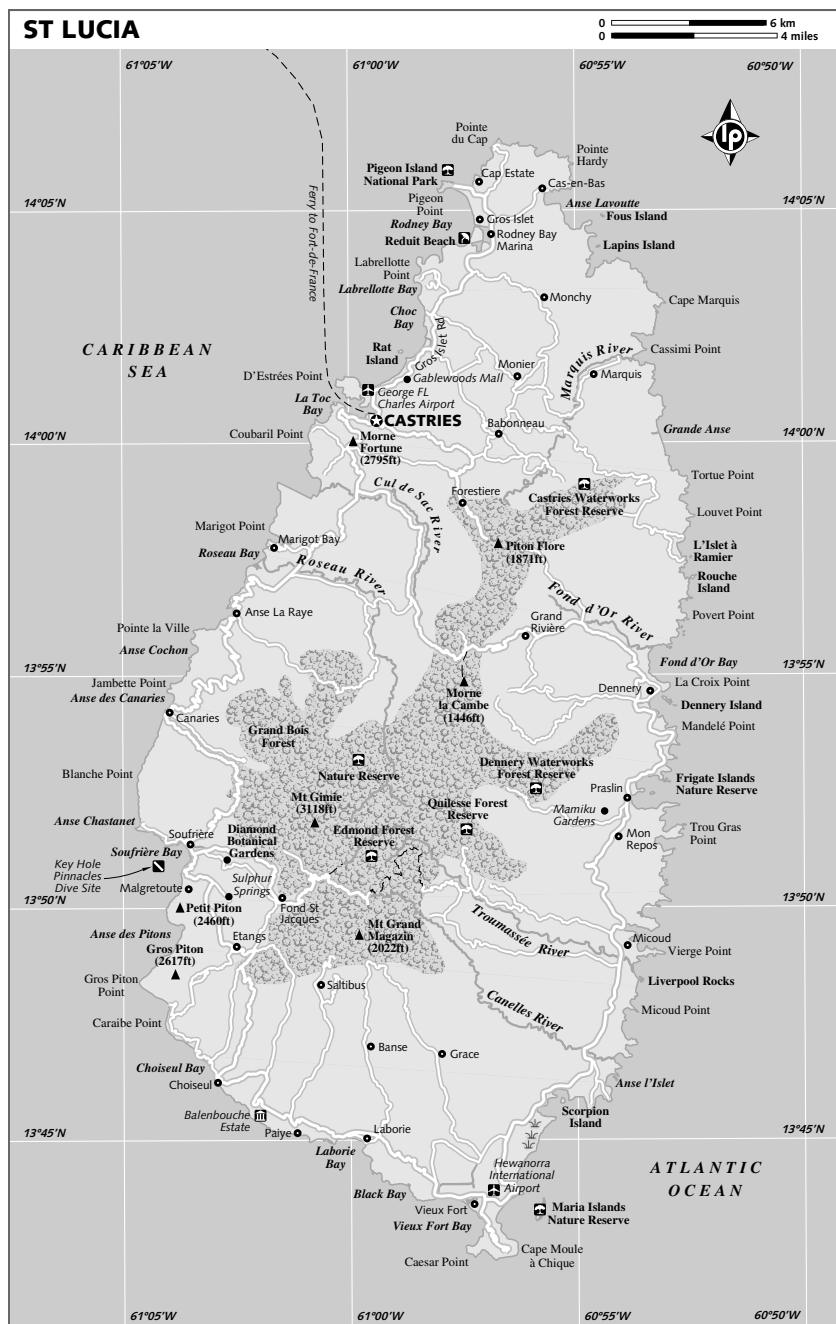 ST LUCIA
0 6 km
0 4 miles
61°05'W
61°00'W
60°55'W
60°50'W
lp
Pointe
du Cap
Pointe
Hardy
Pigeon Island
National Park
Cap Estate
Cas-en-Bas
14°05'N
14°05'N
Pigeon
Point
Anse Lavoutte
Fous Island
Gros Islet
Rodney Bay
Reduit Beach
Rodney Bay
Marina
Lapins Island
Ferry to Fort-de-France
Labrellotte
Point
Labrellotte Bay
Monchy
Cape Marquis
Choc
Bay
Gros Islet Rd
Rat
Island
CARIBBEAN
SEA
Marquis River
Cassimi Point
D'Estrées Point
Gablewoods Mall
Monier
Marquis
George FL
Charles Airport
La Toc
Bay
CASTRIES
Babonneau
Grande Anse
Coubaril Point
14°00'N
14°00'N
Morne
Fortune
(2795ft)
Tortue Point
Cul de Sac River
Forestiere
Castries Waterworks
Forest Reserve
Louvet Point
Marigot Point
Marigot Bay
Roseau Bay
Piton Flore
(1871ft)
L'Islet à
Ramier
Roseau River
Rouche
Island
Fond d'Or River
Anse La Raye
Grand
Rivière
Povert Point
Pointe la Ville
Anse Cochon
13°55'N
13°55'N
Fond d'Or Bay
Jambette Point
Anse des Canaries
Morne
la Cambe
(1446ft)
Dennery
La Croix Point
Dennery Island
Canaries
Grand Bois
Forest
Mandelé Point
Blanche Point
Nature Reserve
Dennery Waterworks
Forest Reserve
Praslin
Frigate Islands
Nature Reserve
Mt Gimie
(3118ft)
Quilesse Forest
Reserve
Mamiku
Gardens
Anse Chastanet
Soufrière
Diamond
Botanical
Gardens
Edmond Forest
Reserve
Mon
Repos
Trou Gras
Point
Soufrière Bay
Key Hole
Pinnacles
Dive Site
Malgretoute
Sulphur
Springs
Fond St
Jacques
13°50'N
13°50'N
Petit Piton
(2460ft)
Mt Grand
Magazin
(2022ft)
Troumassée River
Anse des Pitons
Etangs
Micoud
Vierge Point
Gros Piton
(2617ft)
Gros Piton
Point
Saltibus
Canelles River
Liverpool Rocks
Micoud Point
Caraibe Point
Banse
Grace
Choiseul Bay
Choiseul
Anse l'Islet
Balenbouche
Estate
Paiye
Laborie
Scorpion
Island
13°45'N
13°45'N
Laborie
Bay
Hewanorra
International
Airport
ATLANTIC
OCEAN
Black Bay
Vieux Fort
Vieux Fort Bay
Maria Islands
Nature Reserve
Caesar Point
Cape Moule
à Chique
61°05'W
61°00'W
60°55'W
60°50'W